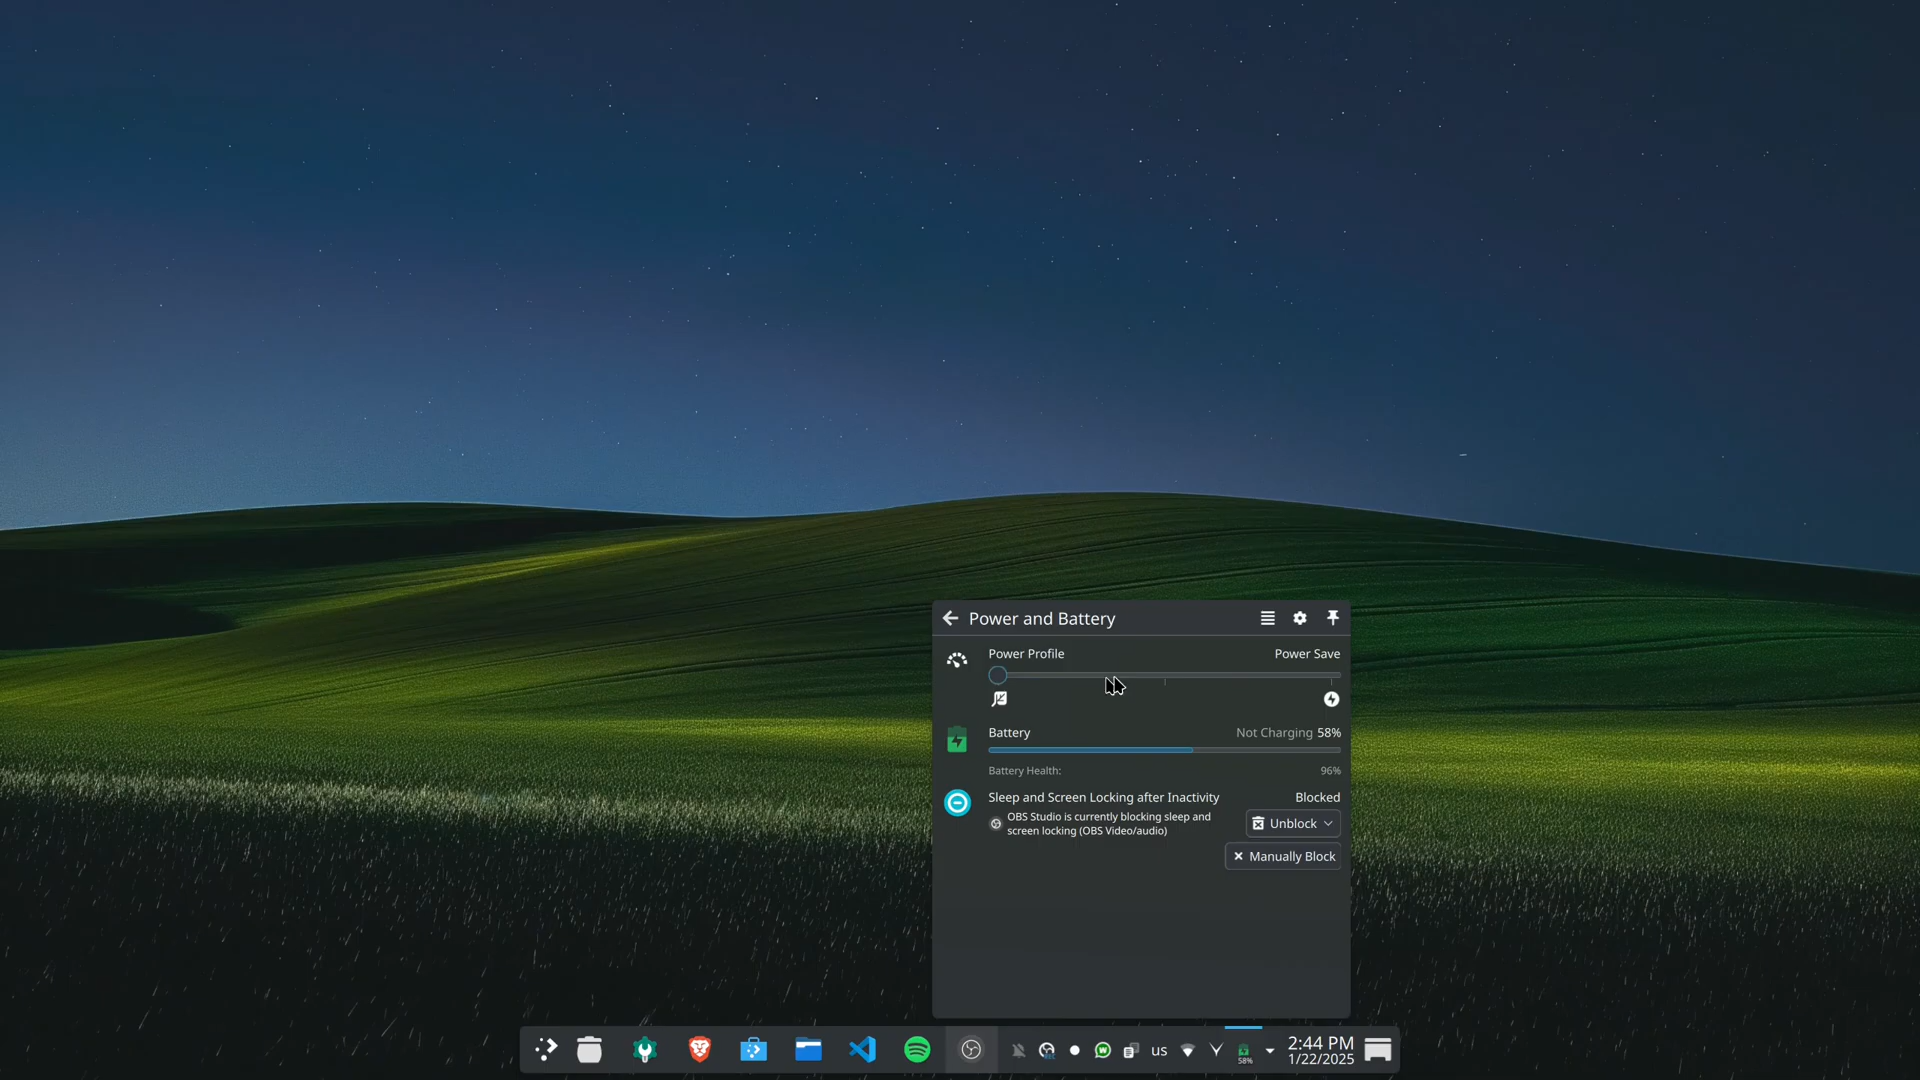 Power and Battery
Power Profile Power Save
Battery Not Charging 58%
Battery Health: 96%
Sleep and Screen Locking after Inactivity Blocked
OBS Studio is currently blocking sleep and
screen locking (OBS Video/audio)
Unblock
Manually Block
us
58%
2:44 PM
1/22/2025